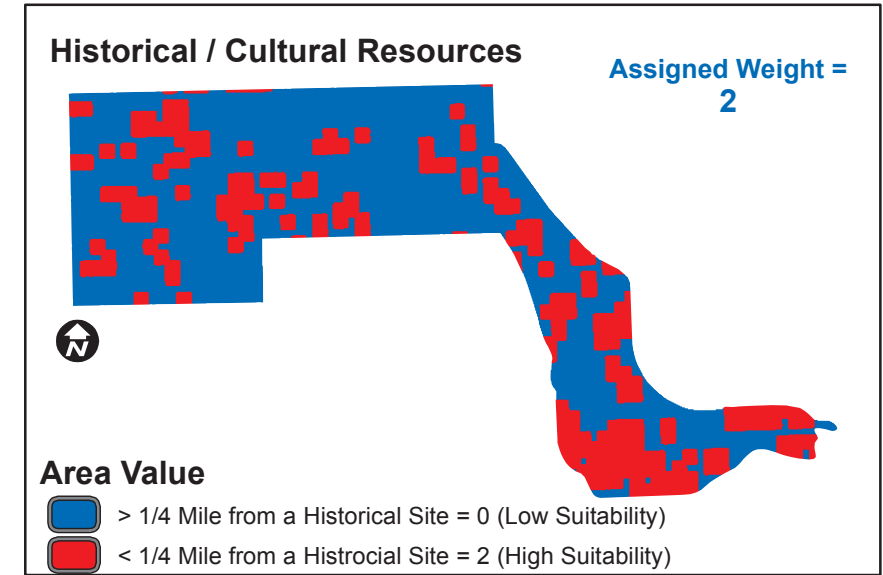 Historical / Cultural Resources
Assigned Weight =
2
N
Area Value
> 1/4 Mile from a Historical Site = 0 (Low Suitability)
< 1/4 Mile from a Histrocial Site = 2 (High Suitability)